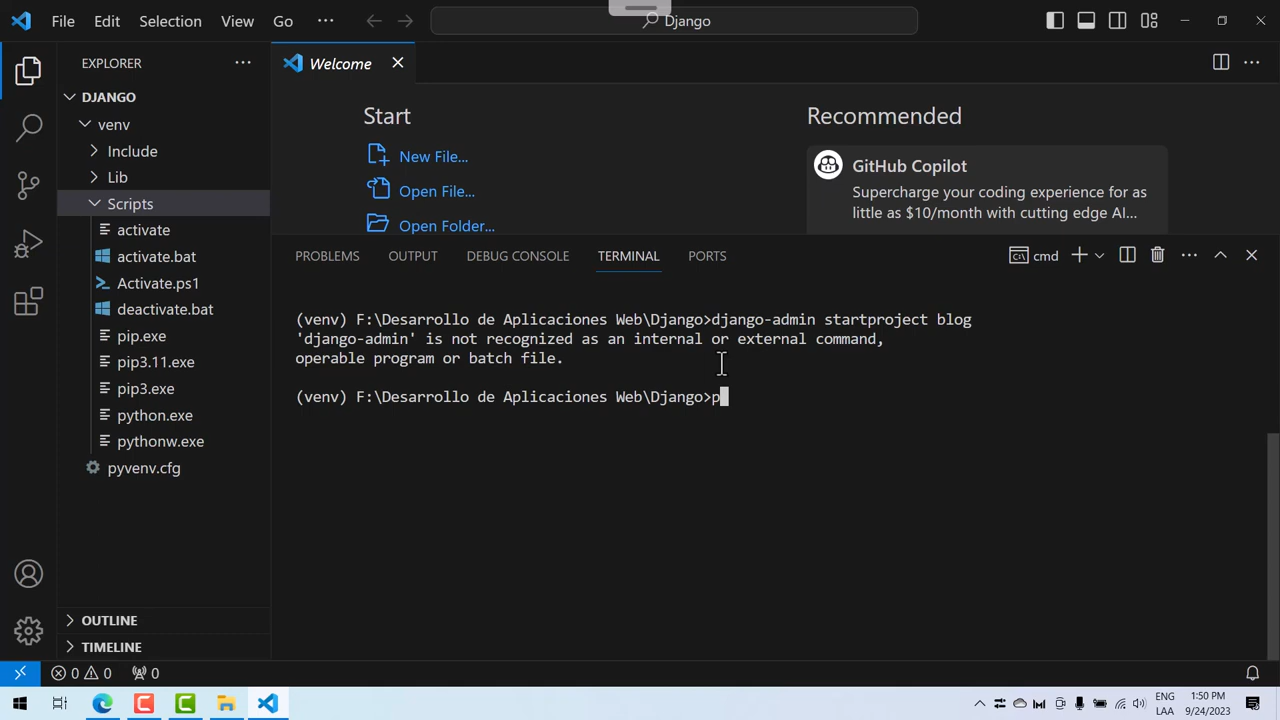 File Edit Selection View Go ··· Django
EXPLORER ···
DJANGO
venv
Include
Lib
Scripts
activate
activate.bat
Activate.ps1
deactivate.bat
pip.exe
pip3.11.exe
pip3.exe
python.exe
pythonw.exe
pyvenv.cfg
OUTLINE
TIMELINE
Welcome
Start
New File...
Open File...
Open Folder...
Recommended
GitHub Copilot
Supercharge your coding experience for as
little as $10/month with cutting edge AI...
PROBLEMS OUTPUT DEBUG CONSOLE TERMINAL PORTS cmd
(venv) F:\Desarrollo de Aplicaciones Web\Django>django-admin startproject blog
'django-admin' is not recognized as an internal or external command,
operable program or batch file.
(venv) F:\Desarrollo de Aplicaciones Web\Django>p
0 0 0
ENG 1:50 PM
LAA 9/24/2023